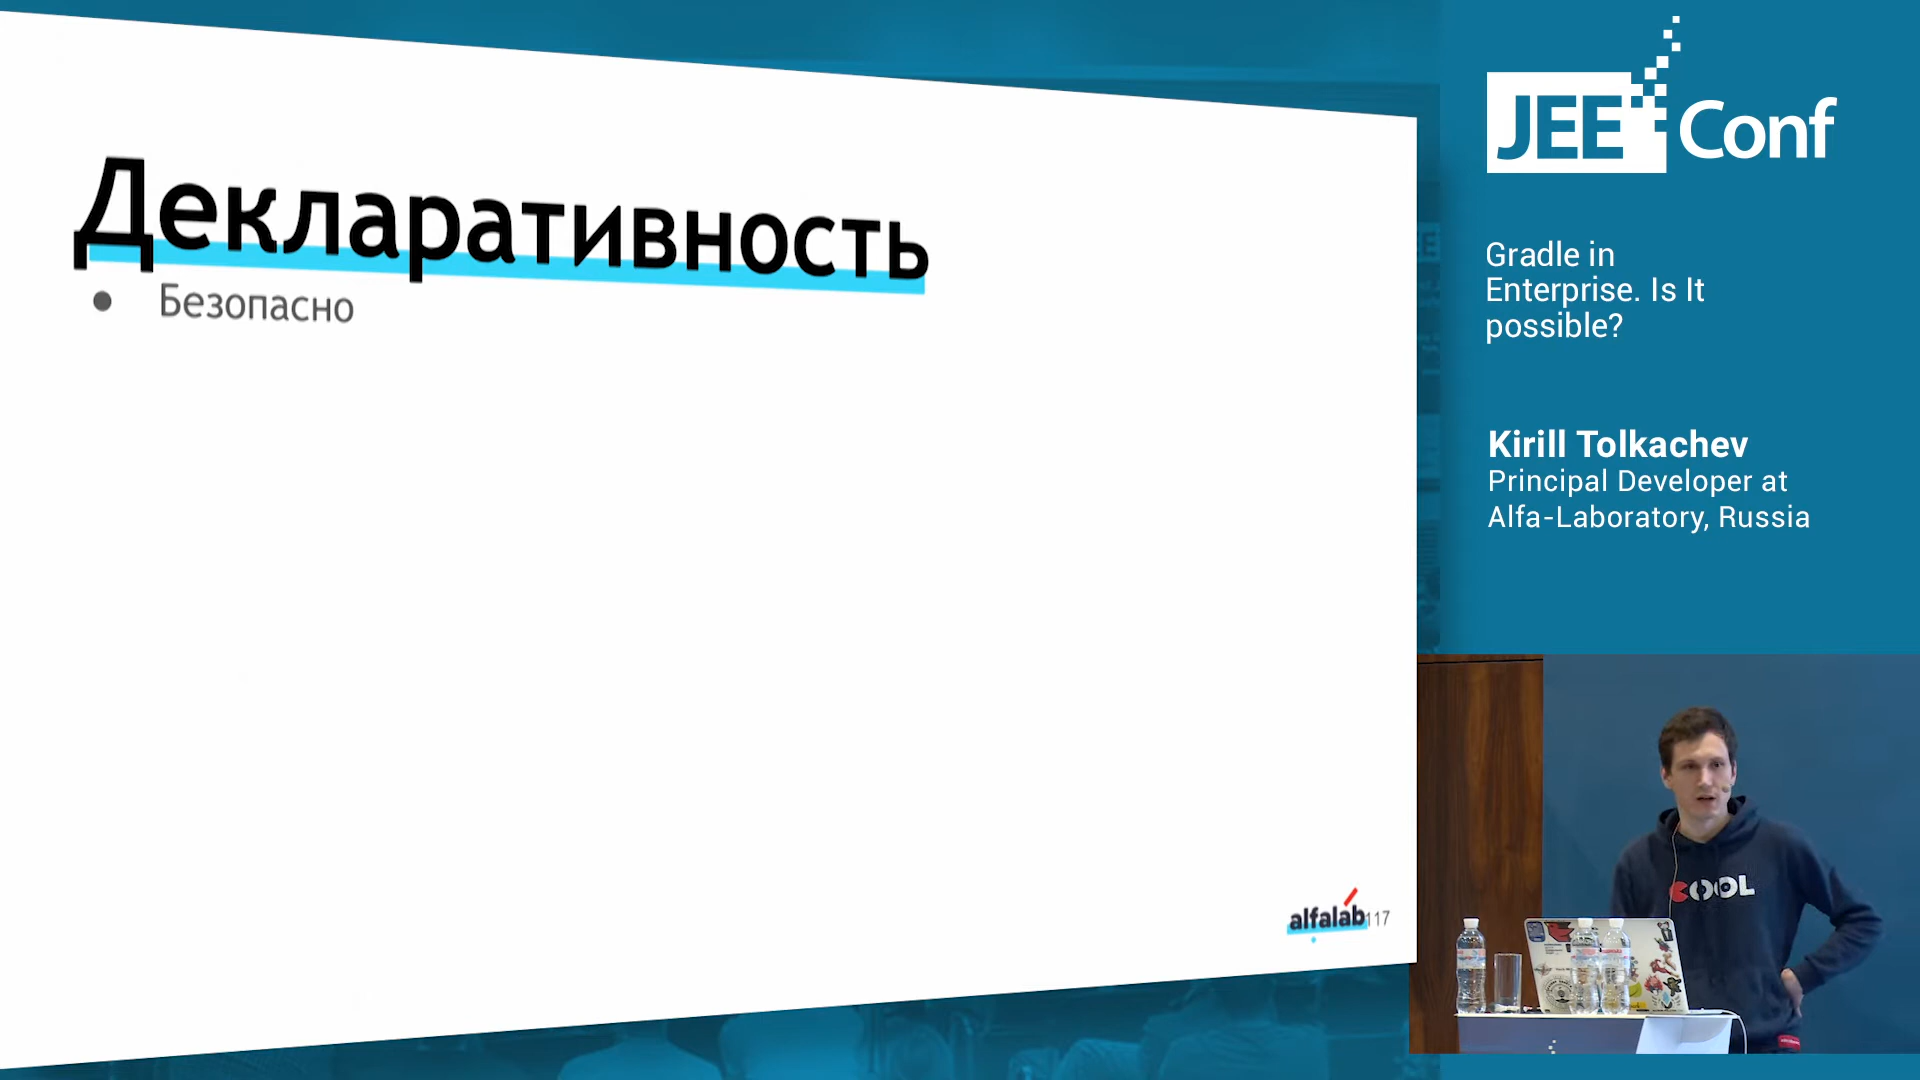 Декларативность
Безопасно
alfalab
117
JEE Conf
Gradle in
Enterprise. Is It
possible?
Kirill Tolkachev
Principal Developer at
Alfa-Laboratory, Russia
COOL